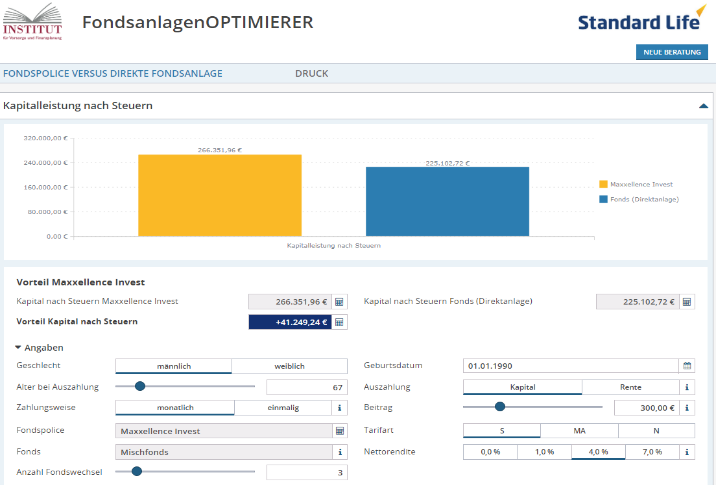 INSTITUT
für Vorsorge und Finanzplanung
FondsanlagenOPTIMIERER
Standard Life
NEUE BERATUNG
FONDSPOLICE VERSUS DIREKTE FONDSANLAGE DRUCK
Kapitalleistung nach Steuern
320.000,00 €
266.351,96 €
240.000,00 €
225.102,72 €
160.000,00 €
80.000,00 €
0,00 €
Kapitalleistung nach Steuern
Maxxellence Invest
Fonds (Direktanlage)
Vorteil Maxxellence Invest
Kapital nach Steuern Maxxellence Invest 266.351,96 € Kapital nach Steuern Fonds (Direktanlage) 225.102,72 €
Vorteil Kapital nach Steuern +41.249,24 €
Angaben
Geschlecht männlich weiblich Geburtsdatum 01.01.1990
Alter bei Auszahlung 67 Auszahlung Kapital Rente i
Zahlungsweise monatlich einmalig i Beitrag 300,00 € i
Fondspolice Maxxellence Invest Tarifart S MA N
Fonds Mischfonds i Nettorendite 0,0 % 1,0 % 4,0 % 7,0 % i
Anzahl Fondswechsel 3